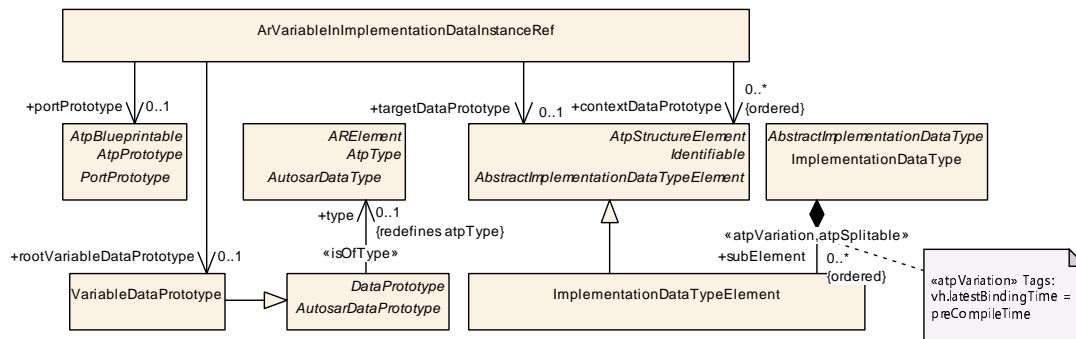 ArVariableInImplementationDataInstanceRef
+portPrototype
0..1
+targetDataPrototype
0..1
+contextDataPrototype
0..*
{ordered}
AtpBlueprintable
AtpPrototype
PortPrototype
ARElement
AtpType
AutosarDataType
AtpStructureElement
Identifiable
AbstractImplementationDataTypeElement
AbstractImplementationDataType
ImplementationDataType
+type
0..1
{redefines atpType}
«isOfType»
«atpVariation,atpSplitable»
+subElement
0..*
{ordered}
+rootVariableDataPrototype
0..1
VariableDataPrototype
DataPrototype
AutosarDataPrototype
ImplementationDataTypeElement
«atpVariation» Tags:
vh.latestBindingTime =
preCompileTime